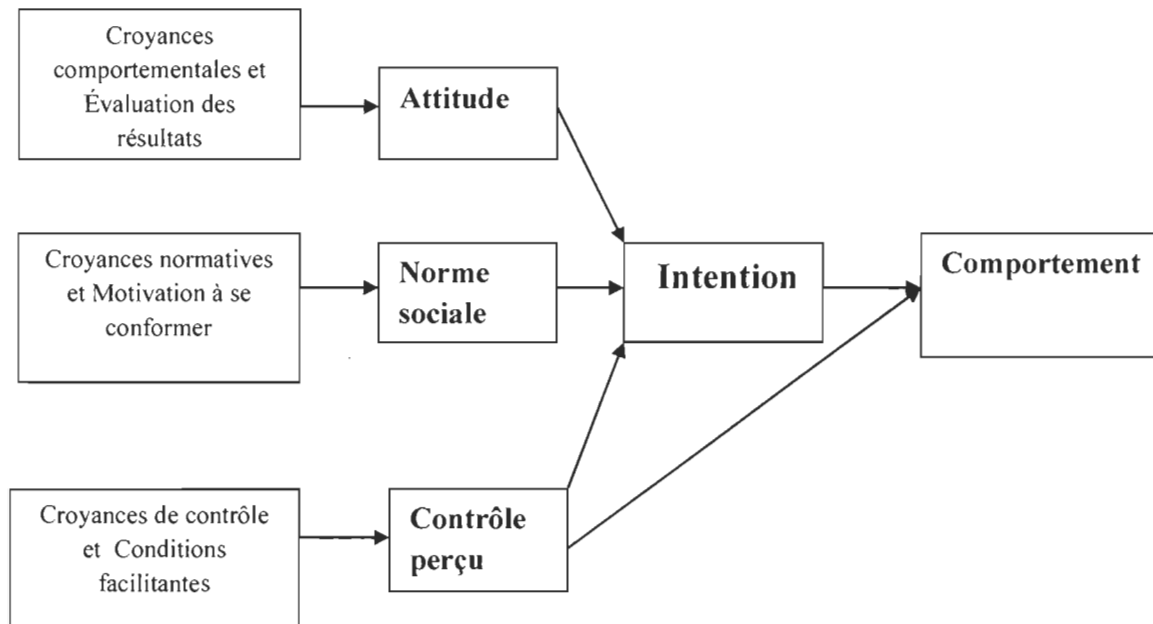 Croyances
comportementales et
Évaluation des
résultats
Attitude
Croyances normatives
et Motivation à se
conformer
Norme
sociale
Intention
Comportement
Croyances de contrôle
et Conditions
facilitantes
Contrôle
perçu